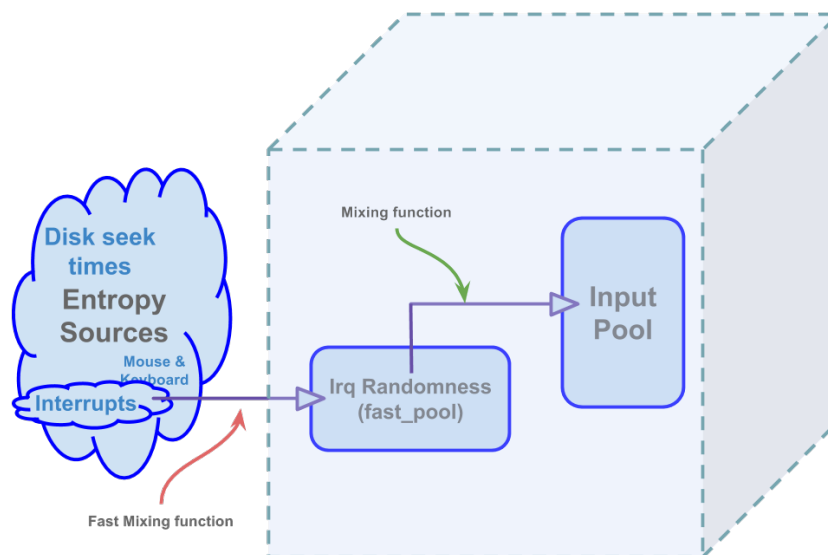 Mixing function
Disk seek
times
Entropy
Sources
Mouse &
Keyboard
Interrupts
Input
Pool
Irq Randomness
(fast_pool)
Fast Mixing function